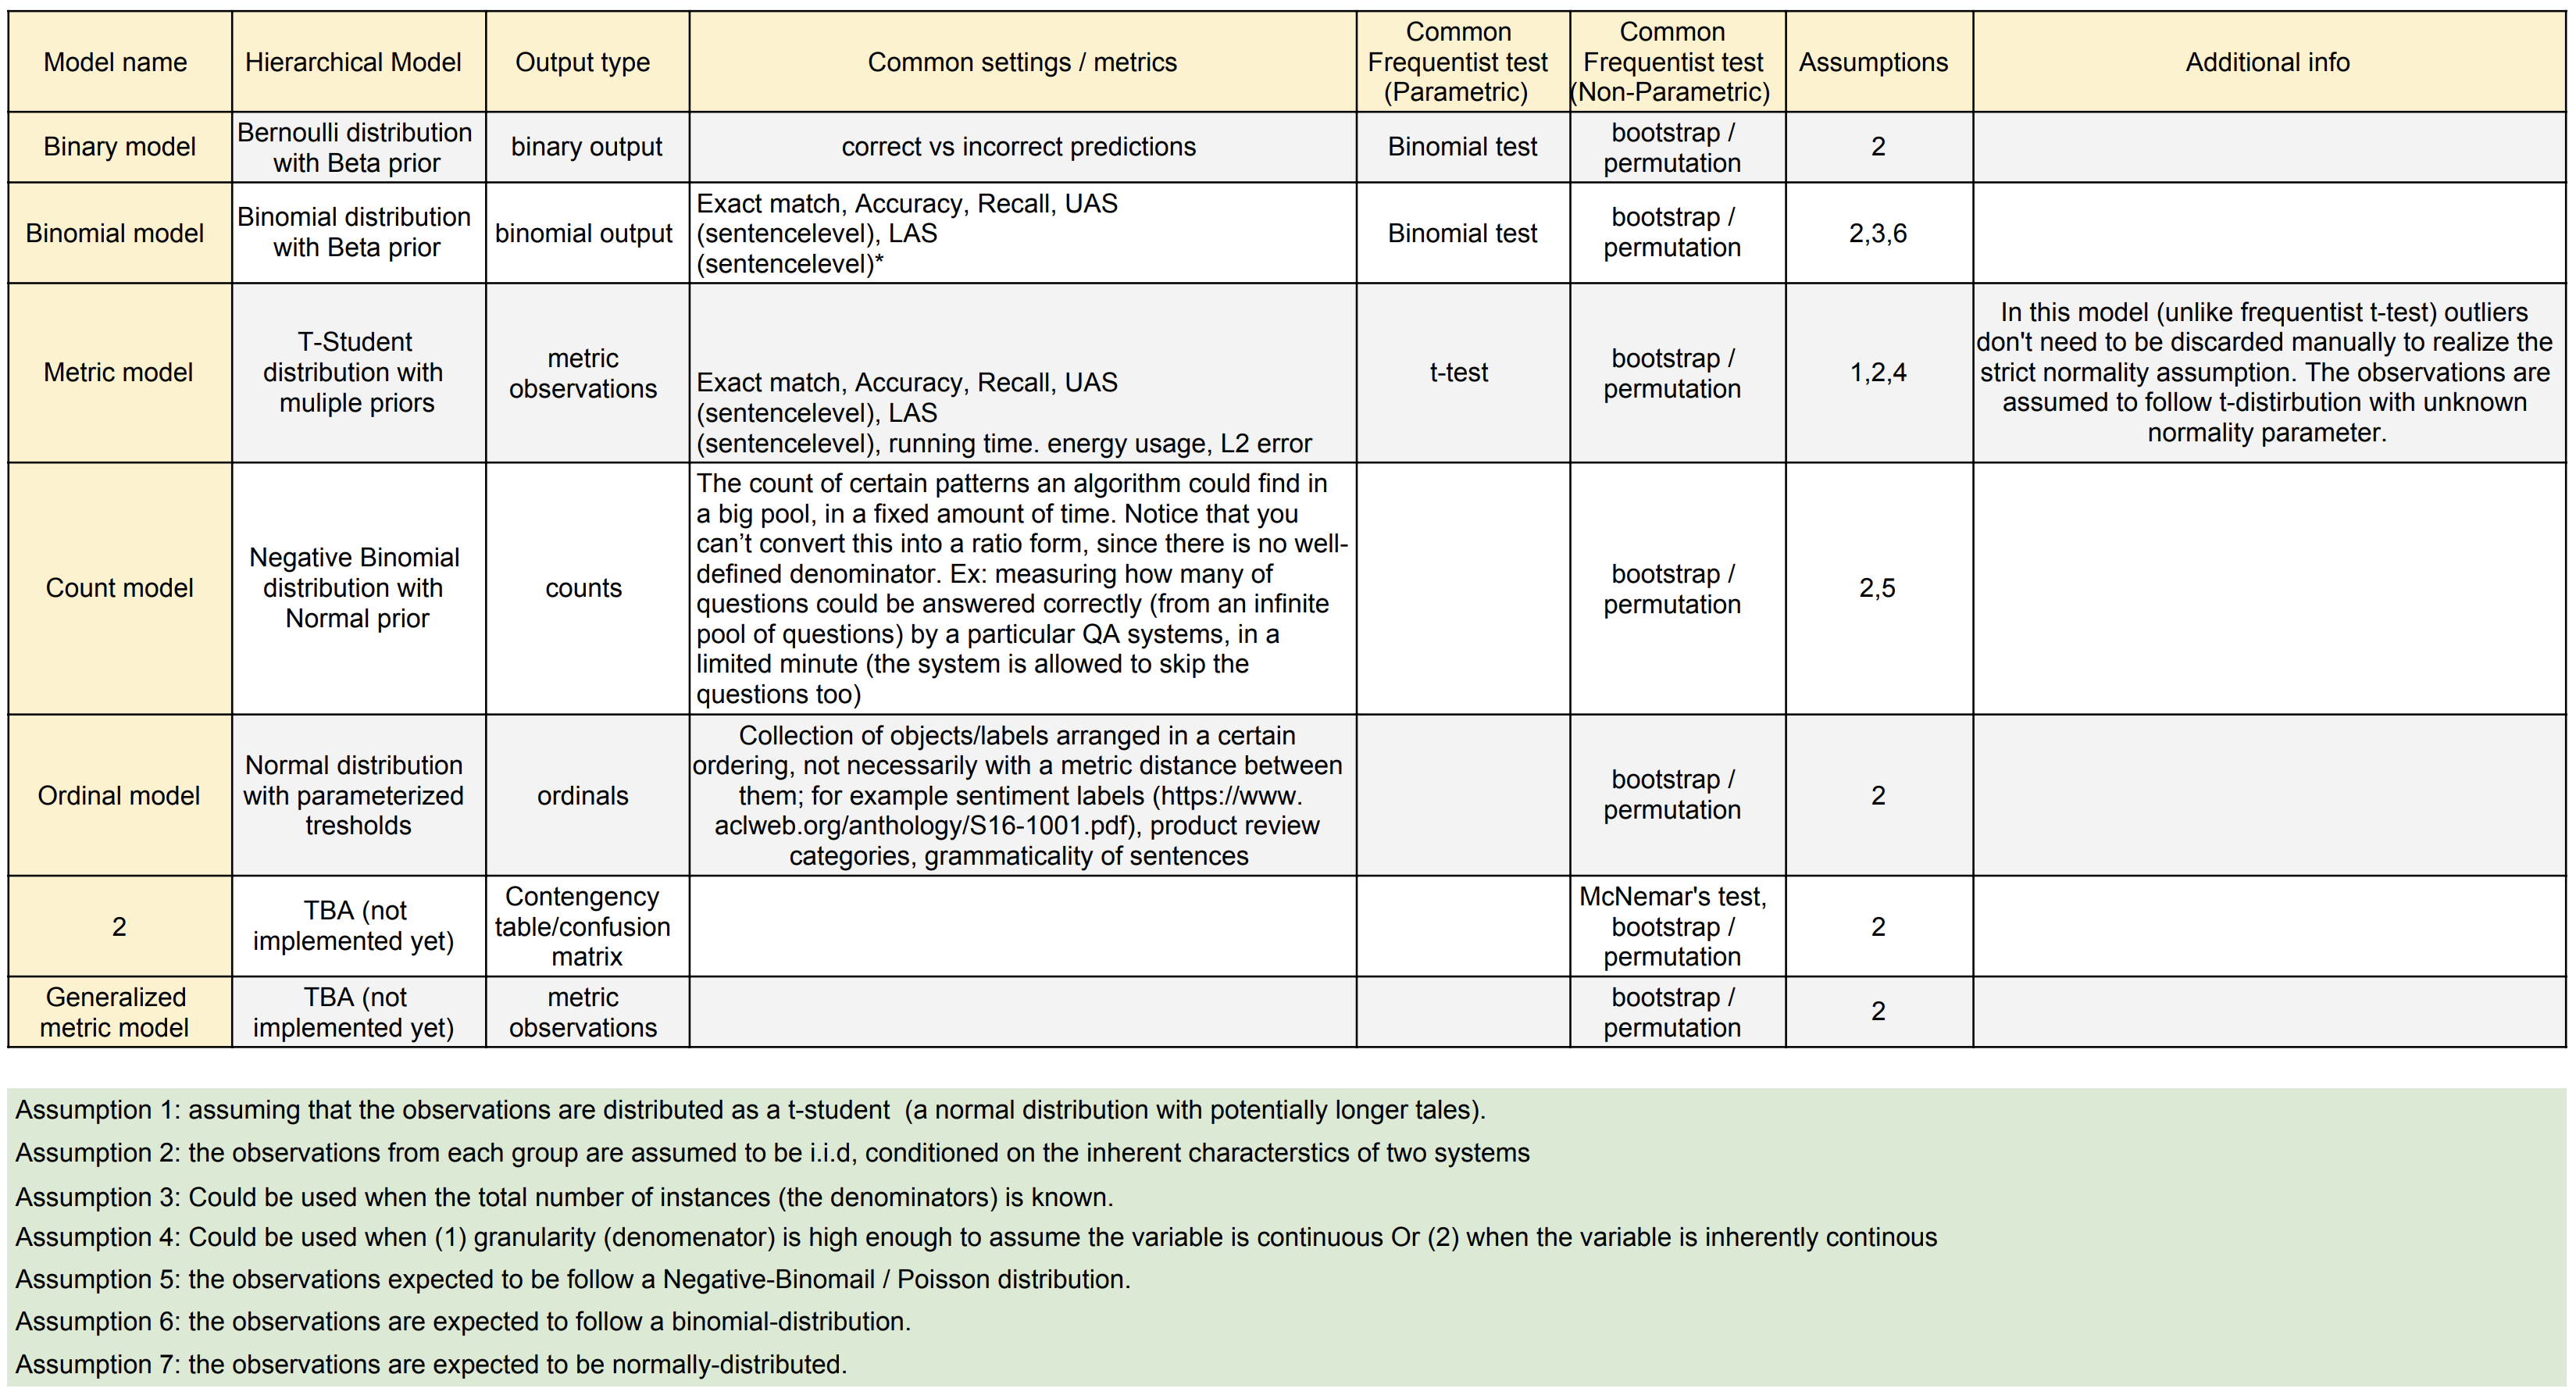 Model name
Hierarchical Model
Output type
Common settings / metrics
Common
Frequentist test
(Parametric)
Common
Frequentist test
(Non-Parametric)
Assumptions
Additional info
Binary model
Bernoulli distribution
with Beta prior
binary output
correct vs incorrect predictions
Binomial test
bootstrap /
permutation
2
Binomial model
Binomial distribution
with Beta prior
binomial output
Exact match, Accuracy, Recall, UAS
(sentencelevel), LAS
(sentencelevel)*
Binomial test
bootstrap /
permutation
2,3,6
Metric model
T-Student
distribution with
muliple priors
metric
observations
Exact match, Accuracy, Recall, UAS
(sentencelevel), LAS
(sentencelevel), running time. energy usage, L2 error
t-test
bootstrap /
permutation
1,2,4
In this model (unlike frequentist t-test) outliers
don't need to be discarded manually to realize the
strict normality assumption. The observations are
assumed to follow t-distirbution with unknown
normality parameter.
Count model
Negative Binomial
distribution with
Normal prior
counts
The count of certain patterns an algorithm could find in
a big pool, in a fixed amount of time. Notice that you
can’t convert this into a ratio form, since there is no well-
defined denominator. Ex: measuring how many of
questions could be answered correctly (from an infinite
pool of questions) by a particular QA systems, in a
limited minute (the system is allowed to skip the
questions too)
bootstrap /
permutation
2,5
Ordinal model
Normal distribution
with parameterized
tresholds
ordinals
Collection of objects/labels arranged in a certain
ordering, not necessarily with a metric distance between
them; for example sentiment labels (https://www.
aclweb.org/anthology/S16-1001.pdf), product review
categories, grammaticality of sentences
bootstrap /
permutation
2
2
TBA (not
implemented yet)
Contengency
table/confusion
matrix
McNemar's test,
bootstrap /
permutation
2
Generalized
metric model
TBA (not
implemented yet)
metric
observations
bootstrap /
permutation
2
Assumption 1: assuming that the observations are distributed as a t-student  (a normal distribution with potentially longer tales).
Assumption 2: the observations from each group are assumed to be i.i.d, conditioned on the inherent characterstics of two systems
Assumption 3: Could be used when the total number of instances (the denominators) is known.
Assumption 4: Could be used when (1) granularity (denomenator) is high enough to assume the variable is continuous Or (2) when the variable is inherently continous
Assumption 5: the observations expected to be follow a Negative-Binomail / Poisson distribution.
Assumption 6: the observations are expected to follow a binomial-distribution.
Assumption 7: the observations are expected to be normally-distributed.